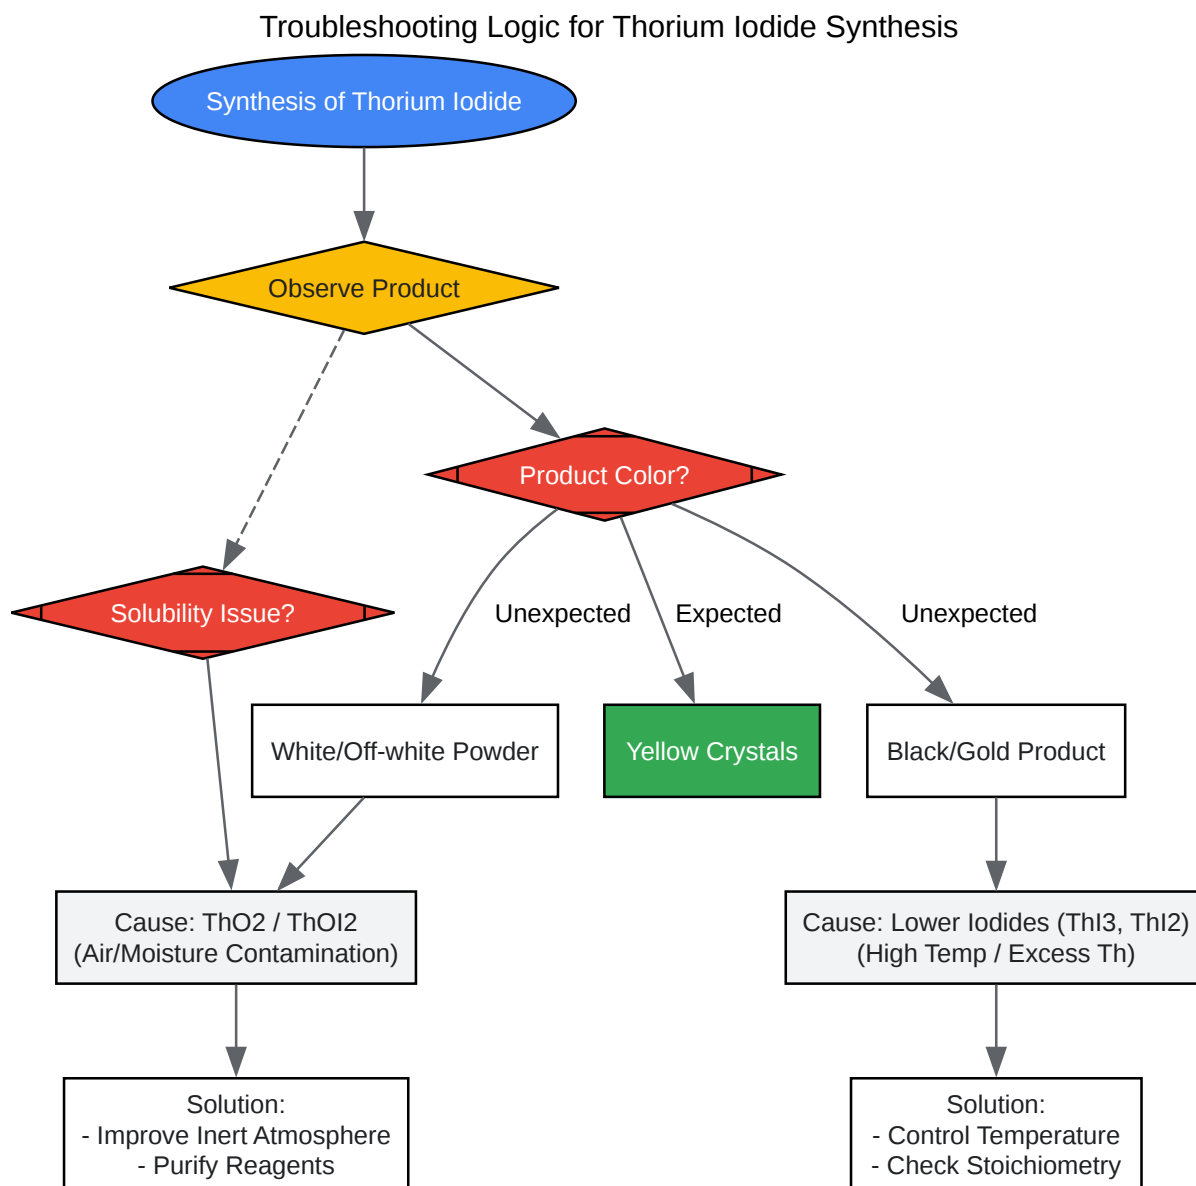 Troubleshooting Logic for Thorium Iodide Synthesis
Synthesis of Thorium Iodide
Observe Product
Product Color?
Solubility Issue?
Unexpected
Expected
Unexpected
White/Off-white Powder
Yellow Crystals
Black/Gold Product
Cause: ThO2 / ThOI2
(Air/Moisture Contamination)
Cause: Lower Iodides (ThI3, ThI2)
(High Temp / Excess Th)
Solution:
- Improve Inert Atmosphere
- Purify Reagents
Solution:
- Control Temperature
- Check Stoichiometry